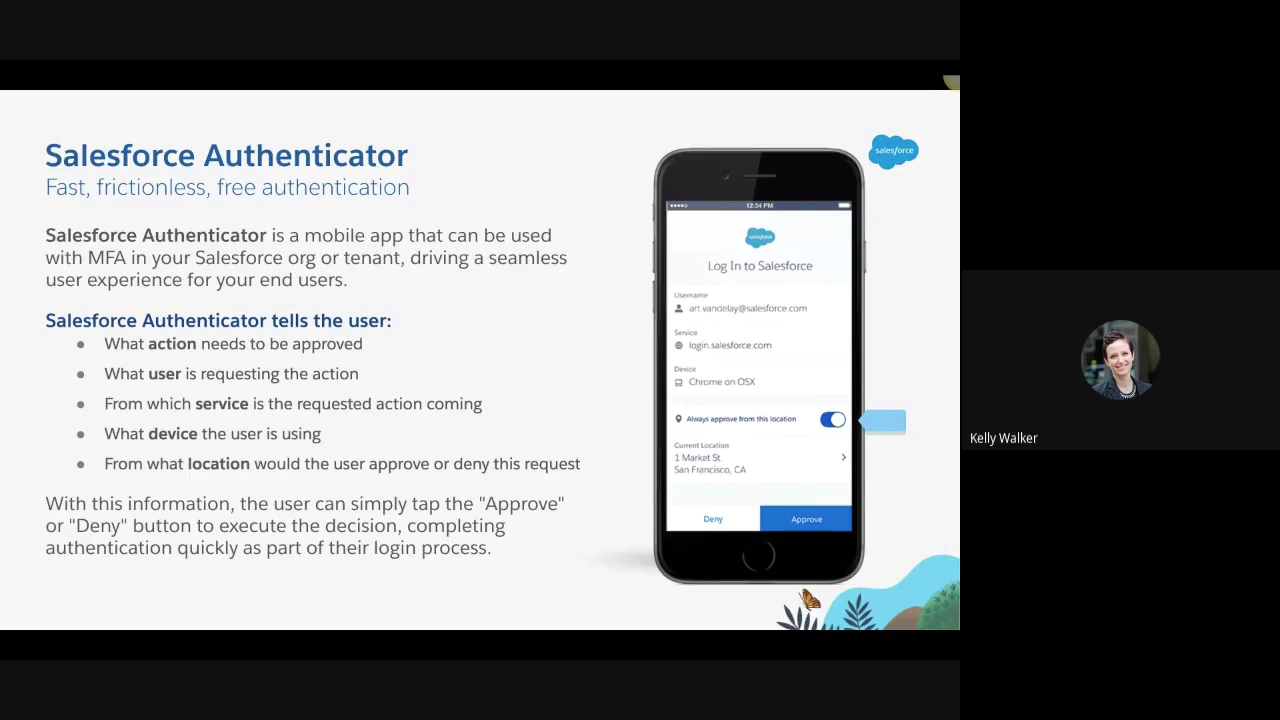 Salesforce Authenticator
Fast, frictionless, free authentication
Salesforce Authenticator is a mobile app that can be used
with MFA in your Salesforce org or tenant, driving a seamless
user experience for your end users.
Salesforce Authenticator tells the user:
● What action needs to be approved
● What user is requesting the action
● From which service is the requested action coming
● What device the user is using
● From what location would the user approve or deny this request
With this information, the user can simply tap the "Approve"
or "Deny" button to execute the decision, completing
authentication quickly as part of their login process.
salesforce
12:34 PM
salesforce
Log In to Salesforce
Username
art.vandelay@salesforce.com
Service
login.salesforce.com
Device
Chrome on OSX
Always approve from this location
Current Location
1 Market St.
San Francisco, CA
Deny
Approve
Kelly Walker